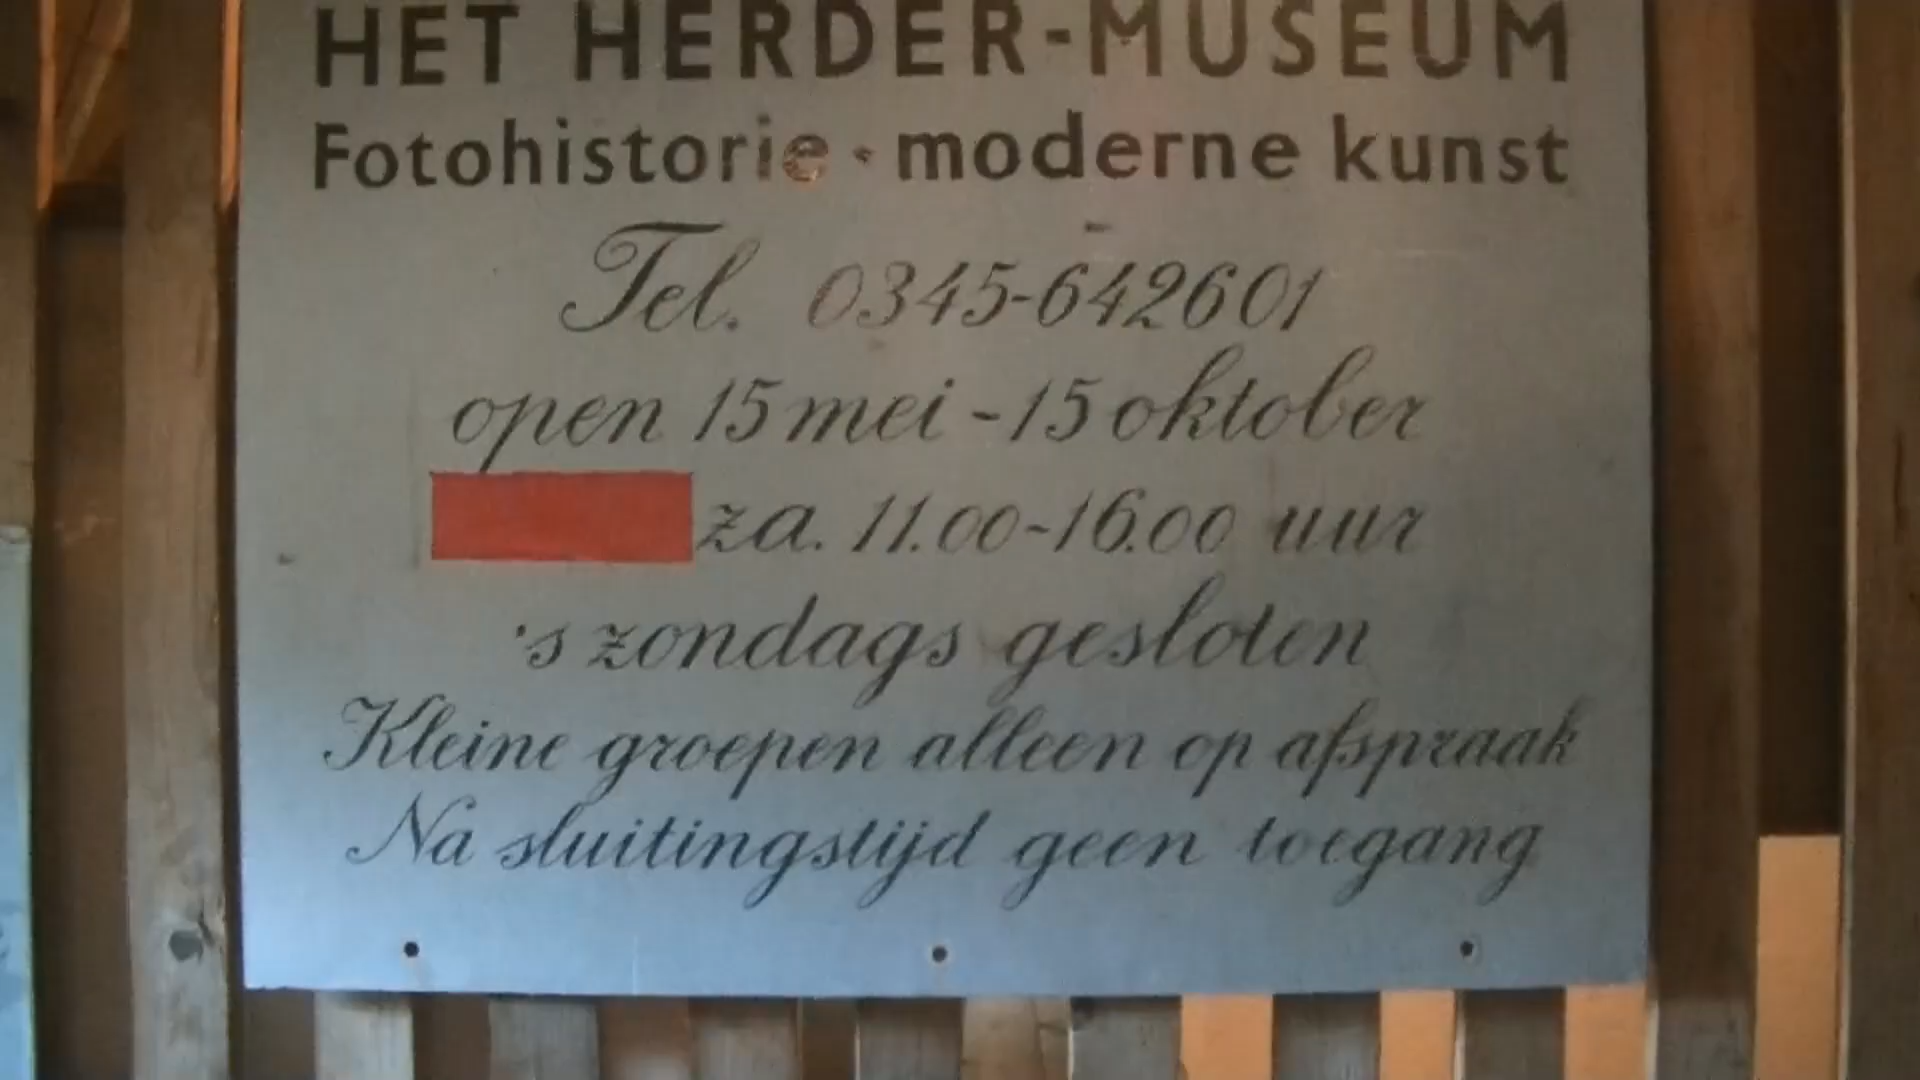 HET HERDER-MUSEUM
Fotohistorie · moderne kunst
Tel. 0345-642601
open 15 mei - 15 oktober
za. 11.00-16.00 uur
's zondags gesloten
Kleine groepen alleen op afspraak
Na sluitingstijd geen toegang